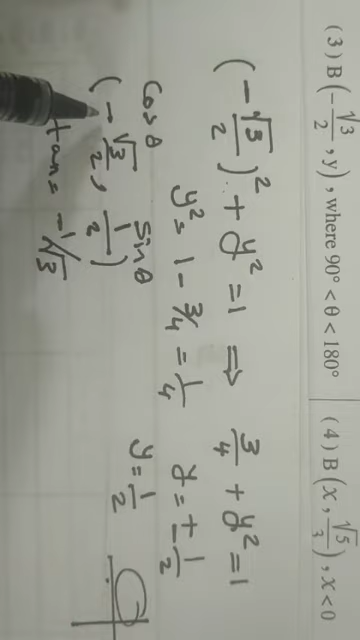 (3) B(-√3/2, y), where 90° < θ < 180°
(4) B(x, √5/3), x < 0
(-√3/2)² + y² = 1 ⇒ 3/4 + y² = 1
y² = 1 - 3/4 = 1/4 y = ± 1/2
y = 1/2
cos θ sin θ
(-√3/2, 1/2)
tan = -1/√3